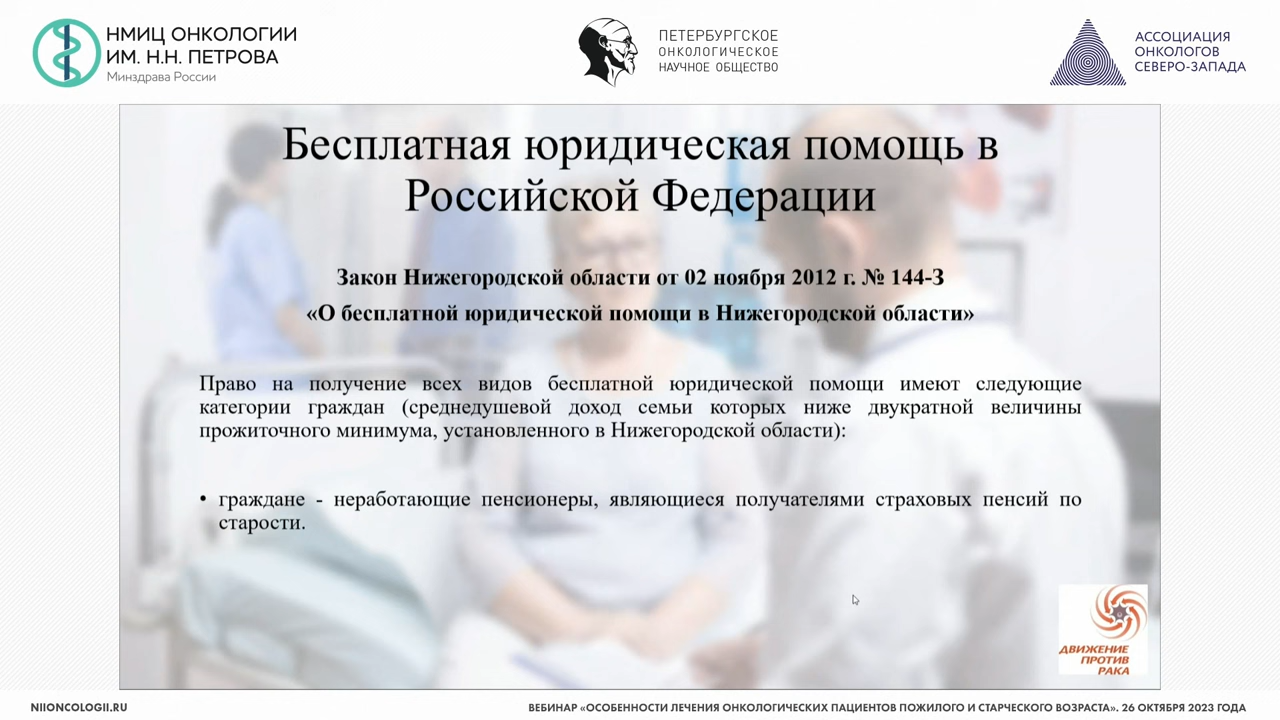 НМИЦ ОНКОЛОГИИ
ИМ. Н.Н. ПЕТРОВА
Минздрава России
ПЕТЕРБУРГСКОЕ
ОНКОЛОГИЧЕСКОЕ
НАУЧНОЕ ОБЩЕСТВО
АССОЦИАЦИЯ
ОНКОЛОГОВ
СЕВЕРО-ЗАПАДА
Бесплатная юридическая помощь в
Российской Федерации
Закон Нижегородской области от 02 ноября 2012 г. № 144-З
«О бесплатной юридической помощи в Нижегородской области»
Право на получение всех видов бесплатной юридической помощи имеют следующие
категории граждан (среднедушевой доход семьи которых ниже двукратной величины
прожиточного минимума, установленного в Нижегородской области):
• граждане - неработающие пенсионеры, являющиеся получателями страховых пенсий по
старости.
ДВИЖЕНИЕ
ПРОТИВ
РАКА
NIIONCOLOGII.RU
ВЕБИНАР «ОСОБЕННОСТИ ЛЕЧЕНИЯ ОНКОЛОГИЧЕСКИХ ПАЦИЕНТОВ ПОЖИЛОГО И СТАРЧЕСКОГО ВОЗРАСТА». 26 ОКТЯБРЯ 2023 ГОДА